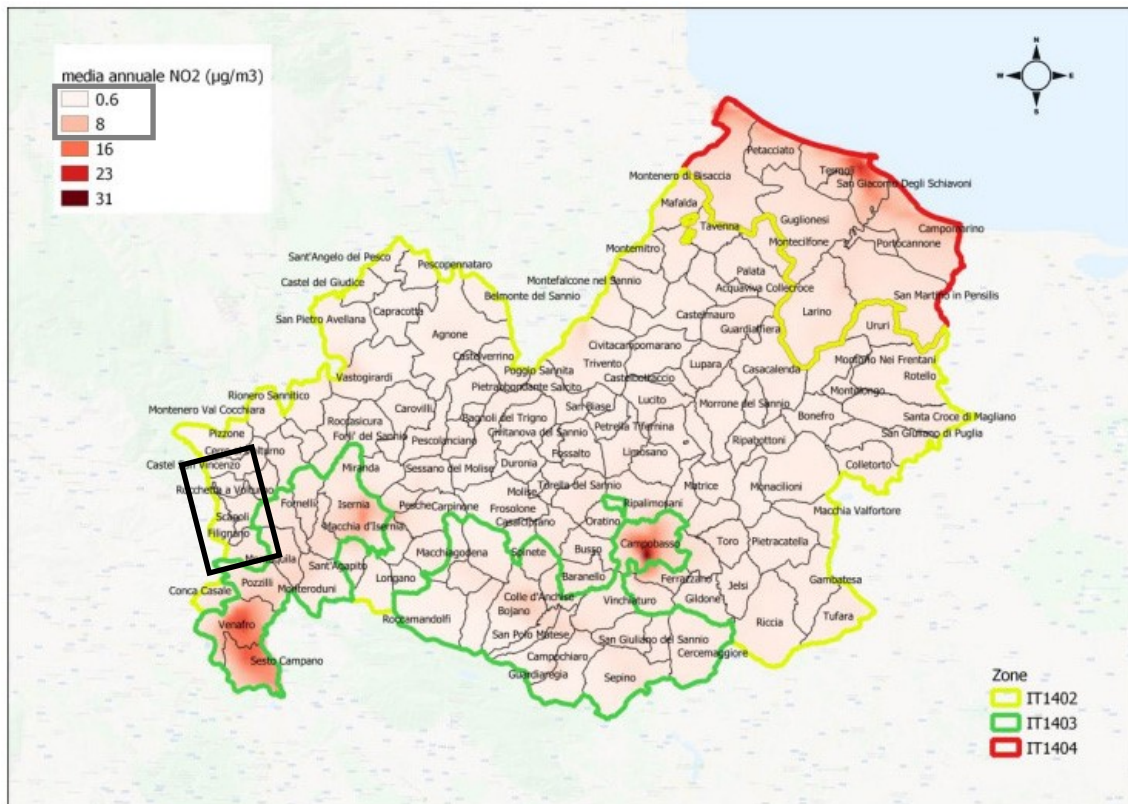 N
W E
S
media annuale NO2 (µg/m3)
0.6
8
16
23
31
Petacciato
Termoli
San Giacomo Degli Schiavoni
Montenero di Bisaccia
Mafalda
Guglionesi
Tavenna
Campomarino
Montecilfone
Portocannone
Montemitro
Sant'Angelo del Pesco
Pescopennataro
Palata
Castel del Giudice
Montefalcone nel Sannio
Acquaviva Collecroce
Belmonte del Sannio
San Martino in Pensilis
Capracotta
Larino
San Pietro Avellana
Castelmauro
Ururi
Agnone
Guardialfiera
Civitacampomarano
Castelverrino
Montorio Nei Frentani
Trivento
Lupara
Poggio Sannita
Casacalenda
Rotello
Vastogirardi
Castelbottaccio
Pietrabbondante Salcito
Montelongo
Rionero Sannitico
Lucito
Carovilli
San Biase
Morrone del Sannio
Montenero Val Cocchiara
Bagnoli del Trigno
Bonefro
Santa Croce di Magliano
Roccasicura
Petrella Tifernina
Pizzone
Civitanova del Sannio
San Giuliano di Puglia
Forli' del Sannio
Pescolanciano
Ripabottoni
Fossalto
Limosano
Castel San Vincenzo
Miranda
Sessano del Molise
Duronia
Colletorto
Torella del Sannio
Matrice
Monacilioni
Rocchetta a Volturno
Molise
Fornelli
Isernia
Pesche
Carpinone
Frosolone
Ripalimosani
Macchia Valfortore
Scapoli
Casalciprano
Oratino
Filignano
Macchia d'Isernia
Campobasso
Toro
Pietracatella
Macchiagodena
Spinete
Busso
Sant'Agapito
Pozzilli
Longano
Baranello
Ferrazzano
Jelsi
Gambatesa
Conca Casale
Monteroduni
Colle d'Anchise
Vinchiaturo
Gildone
Bojano
Roccamandolfi
Riccia
Tufara
Venafro
San Polo Matese
San Giuliano del Sannio
Cercemaggiore
Sesto Campano
Campochiaro
Guardiaregia
Sepino
Zone
IT1402
IT1403
IT1404